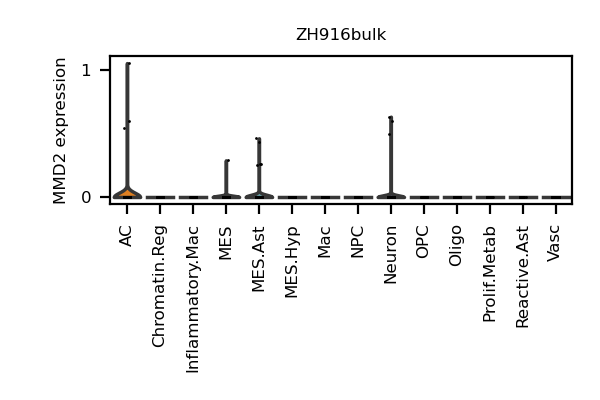 ZH916bulk
MMD2 expression
1
0
AC
Chromatin.Reg
Inflammatory.Mac
MES
MES.Ast
MES.Hyp
Mac
NPC
Neuron
OPC
Oligo
Prolif.Metab
Reactive.Ast
Vasc